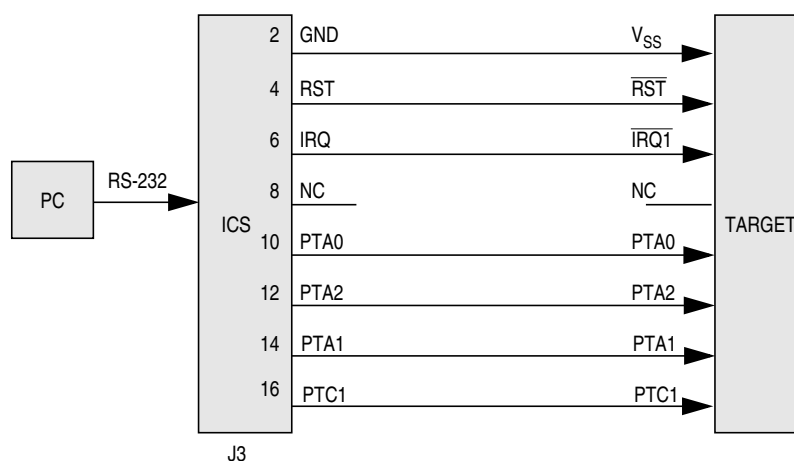 2 GND VSS
4 RST RST
6 IRQ IRQ1
RS-232
8 NC NC
PC ICS TARGET
10 PTA0 PTA0
12 PTA2 PTA2
14 PTA1 PTA1
16 PTC1 PTC1
J3